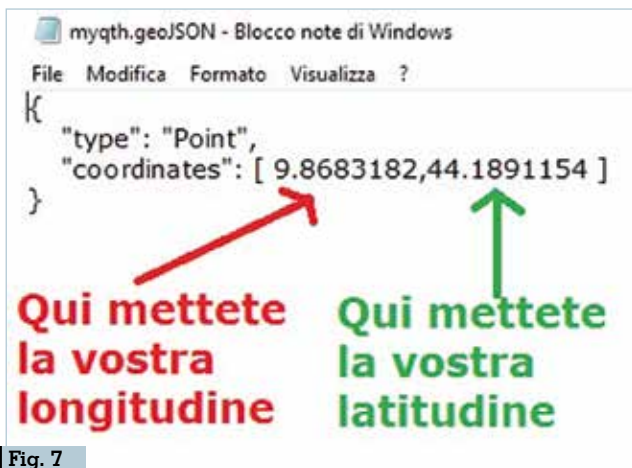 myqth.geoJSON - Blocco note di Windows
File Modifica Formato Visualizza ?
{
"type": "Point",
"coordinates": [ 9.8683182,44.1891154 ]
}
Qui mettete
la vostra
longitudine
Qui mettete
la vostra
latitudine
Fig. 7